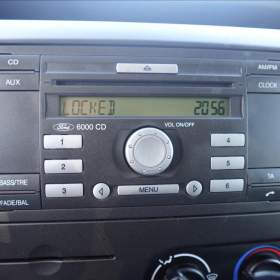 CD
AM/FM
AUX
CLOCK
LOCKED 2056
Ford 6000 CD
VOL ON/OFF
1
4
2
5
BASS/TRE
TA
3
MENU
6
FADE/BAL